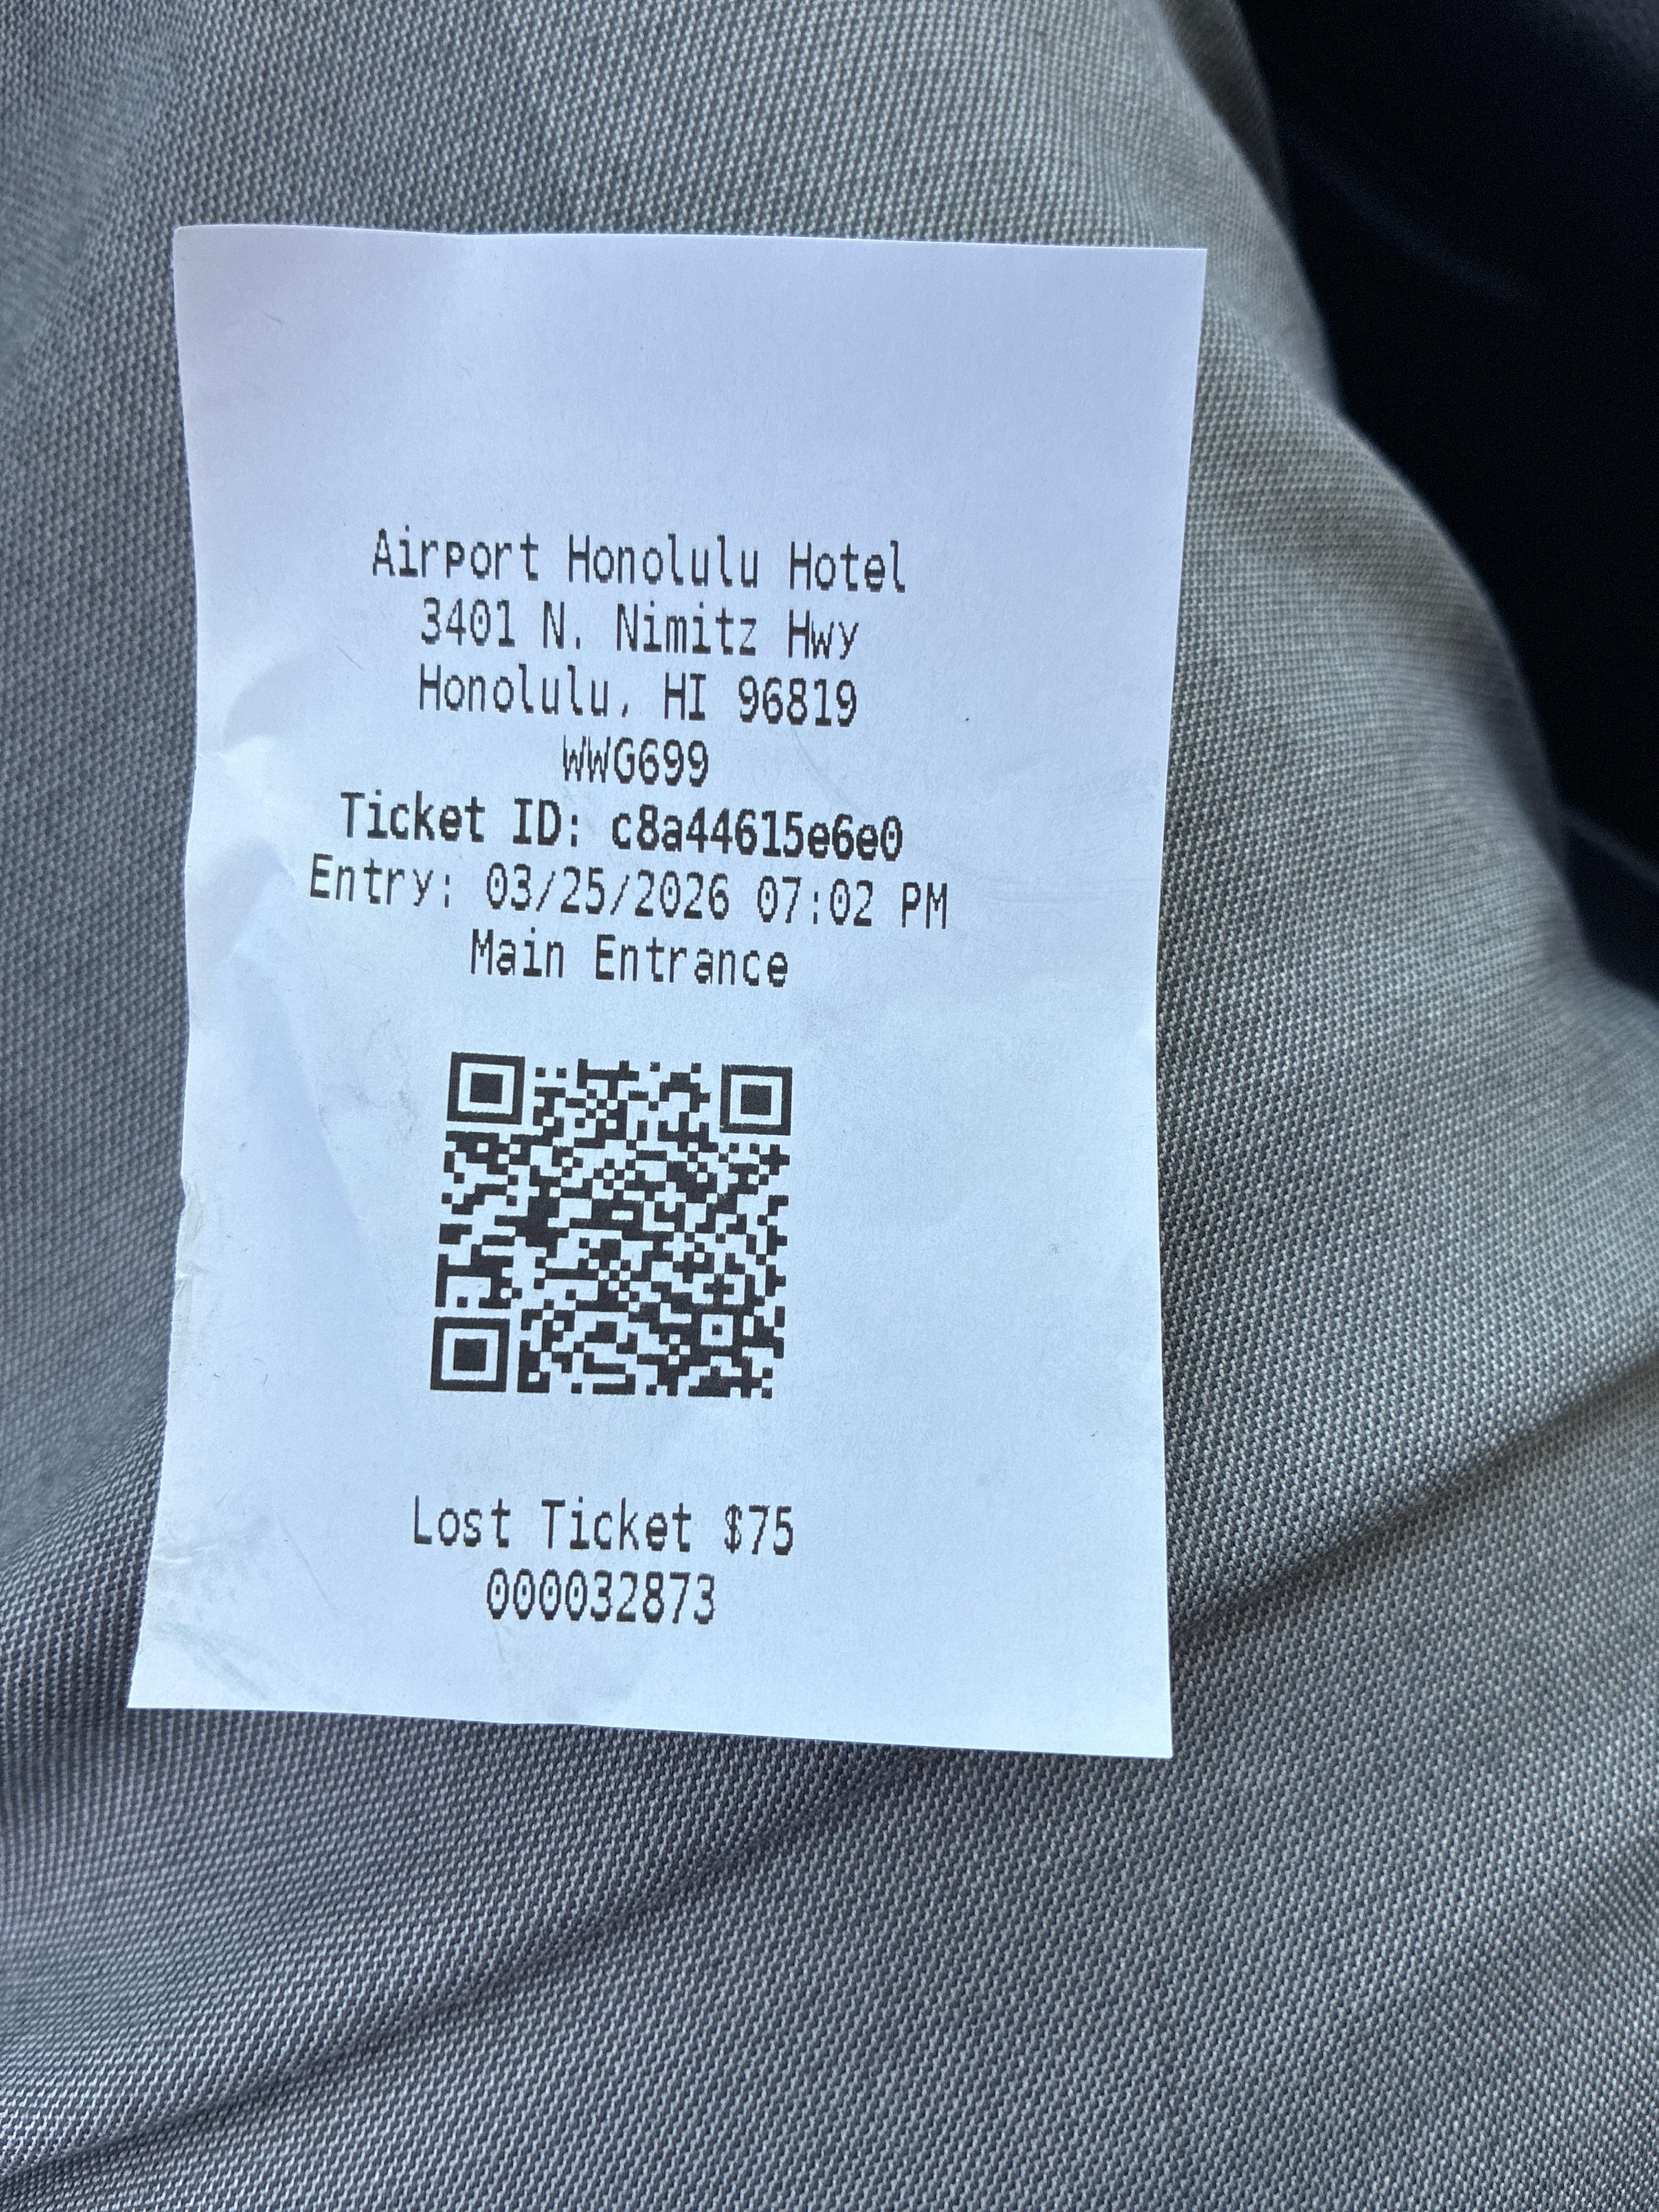 Airport Honolulu Hotel
3401 N. Nimitz Hwy
Honolulu, HI 96819
WWG699
Ticket ID: c8a44615e6e0
Entry: 03/25/2026 07:02 PM
Main Entrance
Lost Ticket $75
000032873